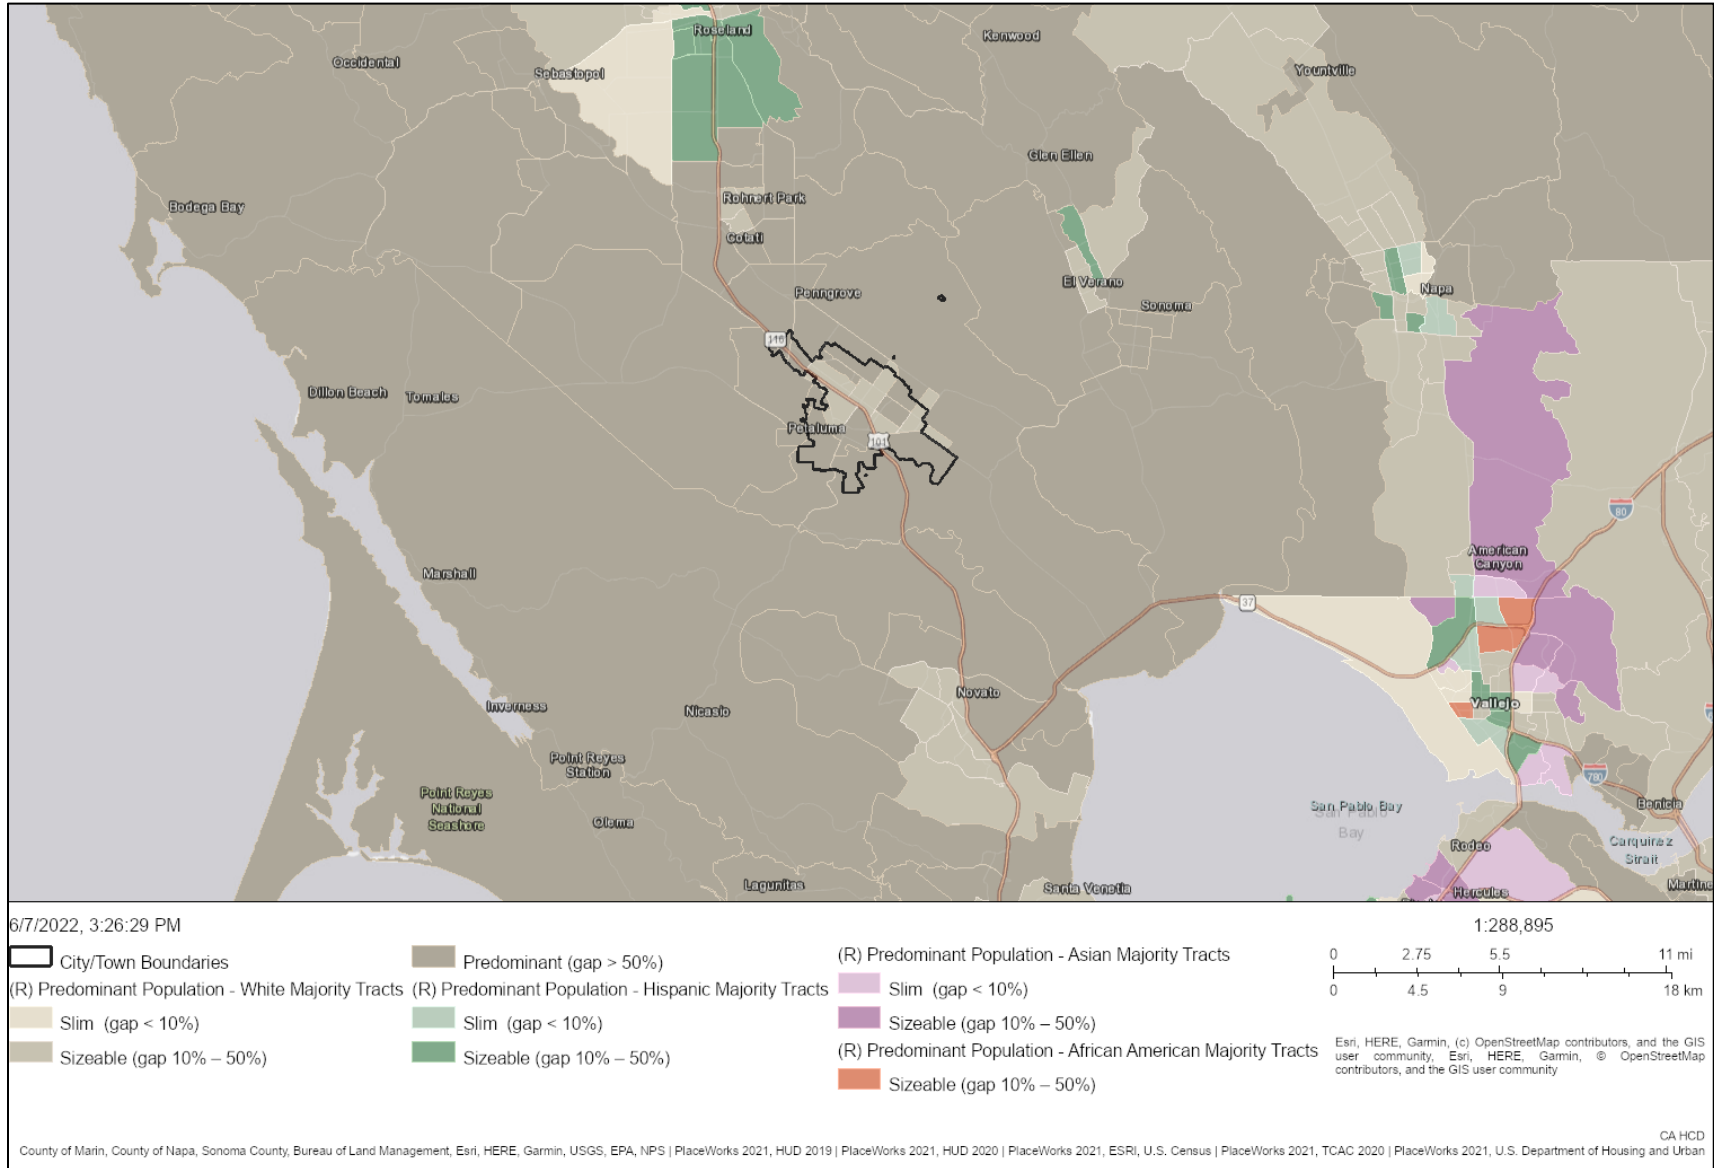 Roseland
Kenwood
Occidental
Sebastopol
Yountville
Glen Ellen
Bodega Bay
Rohnert Park
Cotati
El Verano
Napa
Penngrove
Sonoma
116
Dillon Beach
Tomales
Petaluma
101
80
American
Canyon
Marshall
37
Novato
Vallejo
Inverness
Nicasio
Point Reyes
Station
780
Point Reyes
National
Seashore
San Pablo Bay
San Pablo
Bay
Benicia
Olema
Rodeo
Carquinez
Strait
Lagunitas
Santa Venetia
Hercules
6/7/2022, 3:26:29 PM
City/Town Boundaries
(R) Predominant Population - White Majority Tracts
Slim (gap < 10%)
Sizeable (gap 10% – 50%)
Predominant (gap > 50%)
(R) Predominant Population - Hispanic Majority Tracts
Slim (gap < 10%)
Sizeable (gap 10% – 50%)
(R) Predominant Population - Asian Majority Tracts
Slim (gap < 10%)
Sizeable (gap 10% – 50%)
(R) Predominant Population - African American Majority Tracts
Sizeable (gap 10% – 50%)
1:288,895
0 2.75 5.5 11 mi
0 4.5 9 18 km
Esri, HERE, Garmin, (c) OpenStreetMap contributors, and the GIS
user community, Esri, HERE, Garmin, © OpenStreetMap
contributors, and the GIS user community
CA HCD
County of Marin, County of Napa, Sonoma County, Bureau of Land Management, Esri, HERE, Garmin, USGS, EPA, NPS | PlaceWorks 2021, HUD 2019 | PlaceWorks 2021, HUD 2020 | PlaceWorks 2021, ESRI, U.S. Census | PlaceWorks 2021, TCAC 2020 | PlaceWorks 2021, U.S. Department of Housing and Urban